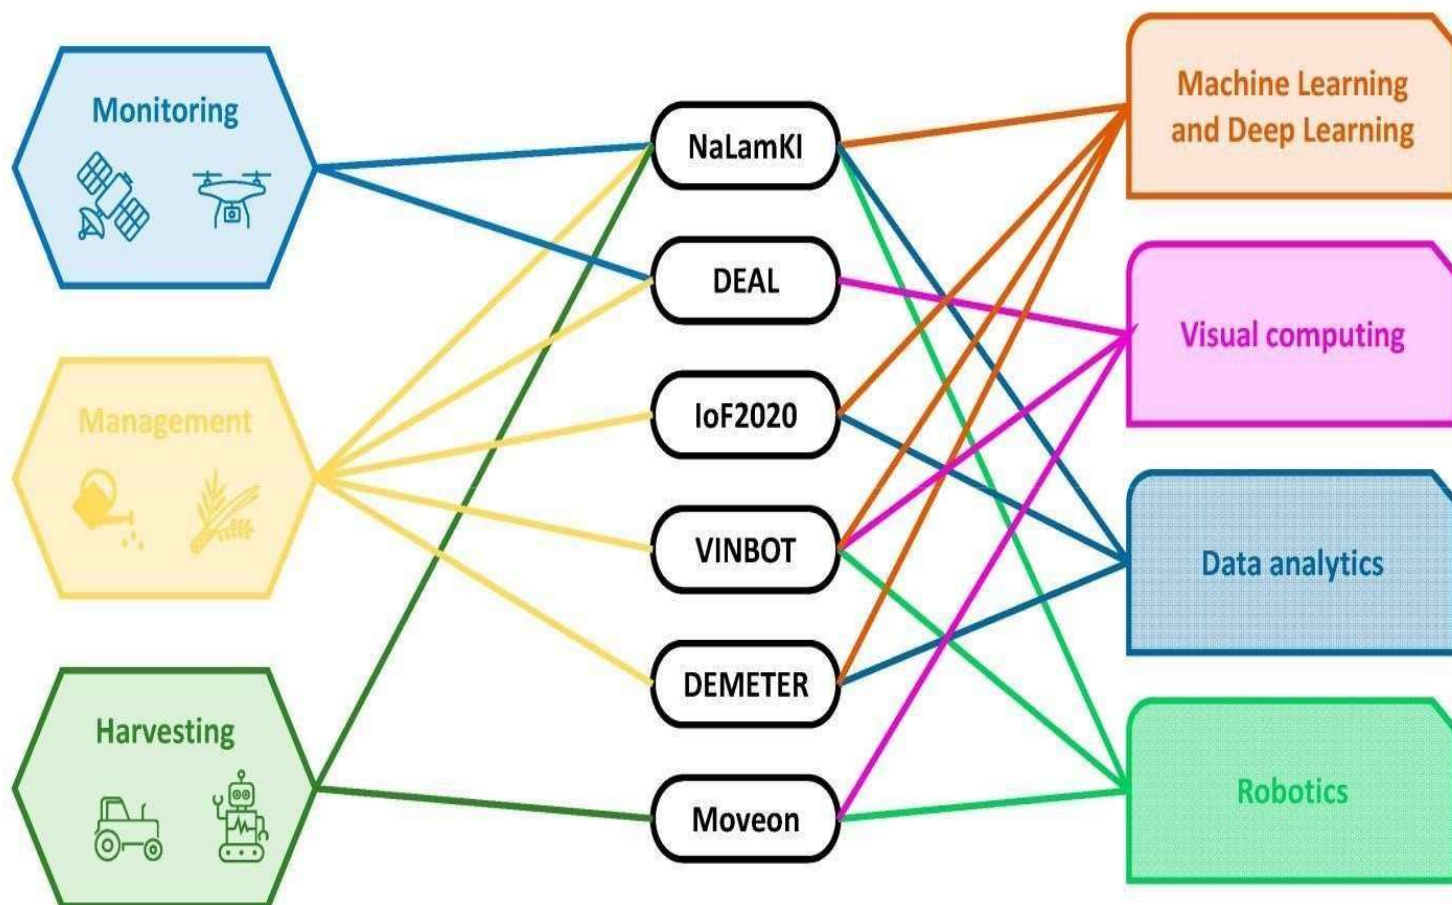 Monitoring
Management
Harvesting
NaLamKI
DEAL
IoF2020
VINBOT
DEMETER
Moveon
Machine Learning
and Deep Learning
Visual computing
Data analytics
Robotics